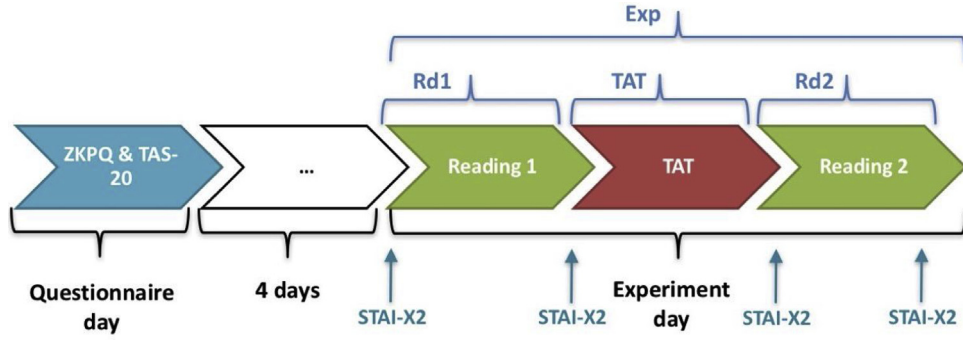 Exp
Rd1
TAT
Rd2
ZKPQ & TAS-
20
...
Reading 1
TAT
Reading 2
Questionnaire
day
4 days
Experiment
day
STAI-X2
STAI-X2
STAI-X2
STAI-X2